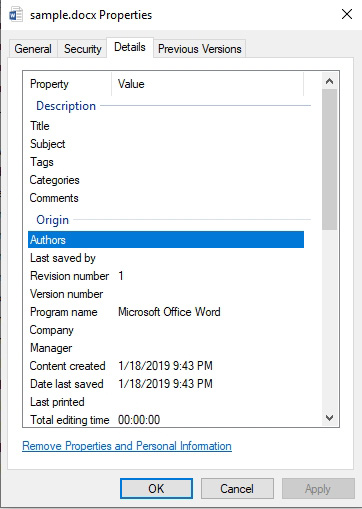 sample.docx Properties
General Security Details Previous Versions
Property Value
Description
Title
Subject
Tags
Categories
Comments
Origin
Authors
Last saved by
Revision number 1
Version number
Program name Microsoft Office Word
Company
Manager
Content created 1/18/2019 9:43 PM
Date last saved 1/18/2019 9:43 PM
Last printed
Total editing time 00:00:00
Remove Properties and Personal Information
OK Cancel Apply